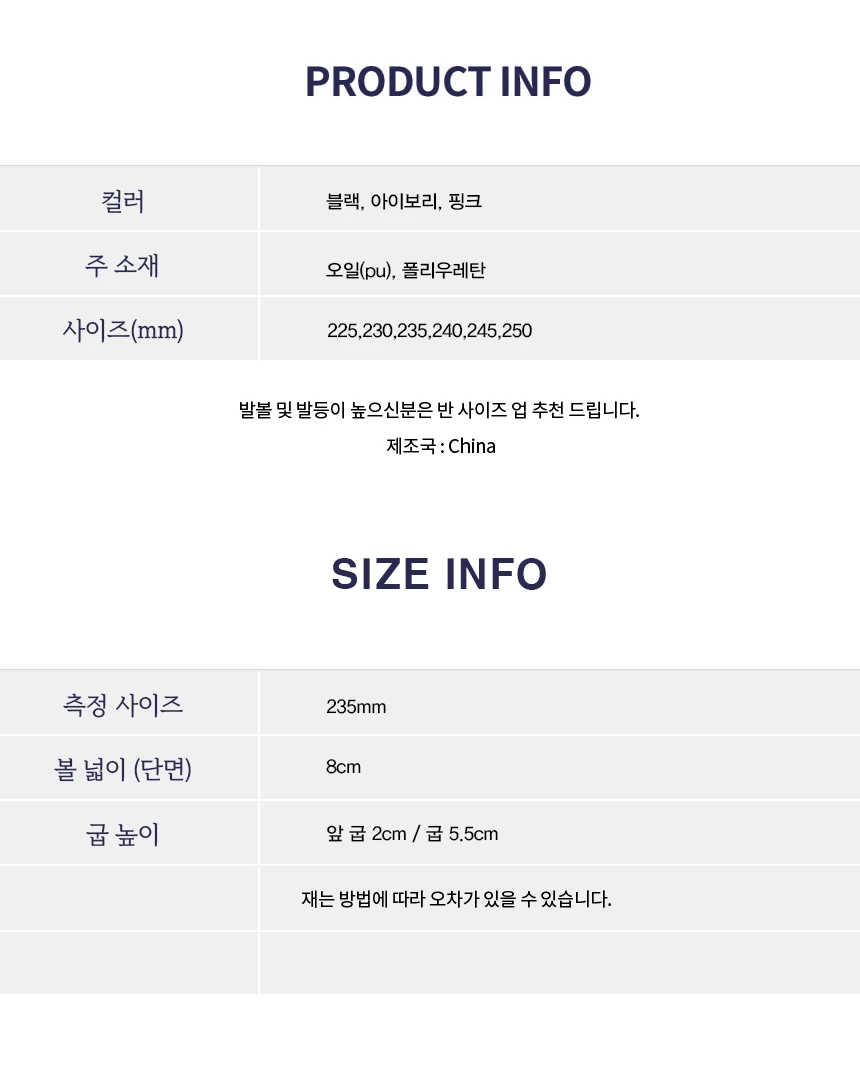 PRODUCT INFO
컬러 블랙, 아이보리, 핑크
주 소재 오일(pu), 폴리우레탄
사이즈(mm) 225,230,235,240,245,250
발볼 및 발등이 높으신분은 반 사이즈 업 추천 드립니다.
제조국 : China
SIZE INFO
측정 사이즈 235mm
볼 넓이 (단면) 8cm
굽 높이 앞 굽 2cm / 굽 5.5cm
재는 방법에 따라 오차가 있을 수 있습니다.